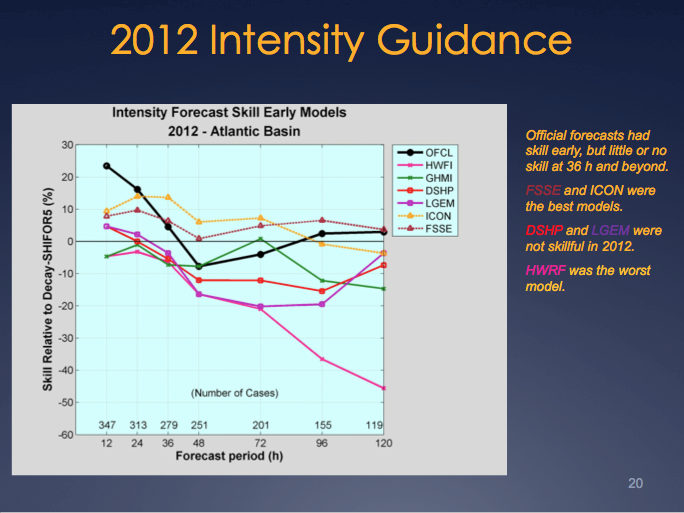 2012 Intensity Guidance
Intensity Forecast Skill Early Models
2012 - Atlantic Basin
Skill Relative to Decay-SHIFOR5 (%)
30
20
10
0
-10
-20
-30
-40
-50
-60
OFCL
HWFI
GHMI
DSHP
LGEM
ICON
FSSE
(Number of Cases)
347 313 279 251 201 155 119
12 24 36 48 72 96 120
Forecast period (h)
Official forecasts had
skill early, but little or no
skill at 36 h and beyond.
FSSE and ICON were
the best models.
DSHP and LGEM were
not skillful in 2012.
HWRF was the worst
model.
20